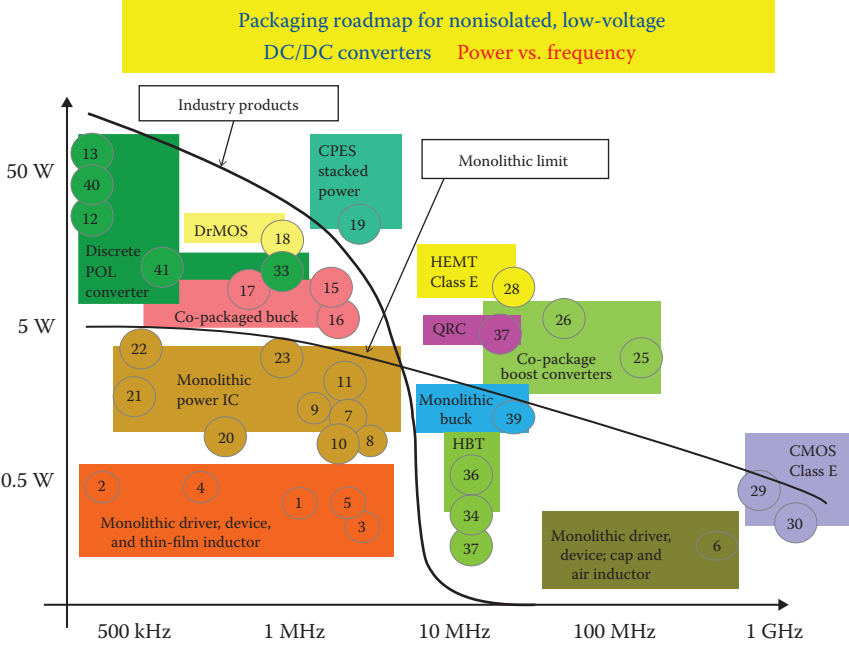 Packaging roadmap for nonisolated, low-voltage
DC/DC converters Power vs. frequency
Industry products
Monolithic limit
50 W
5 W
0.5 W
13
40
12
Discrete
POL
converter
41
DrMOS
18
33
CPES
stacked
power
19
17
15
16
Co-packaged buck
HEMT
Class E
28
QRC
37
26
25
Co-package
boost converters
22
23
21
Monolithic
power IC
11
9
7
20
10
8
Monolithic
buck
39
HBT
36
34
37
CMOS
Class E
29
30
2
4
1
5
3
Monolithic driver, device,
and thin-film inductor
Monolithic driver,
device; cap and
air inductor
6
500 kHz
1 MHz
10 MHz
100 MHz
1 GHz